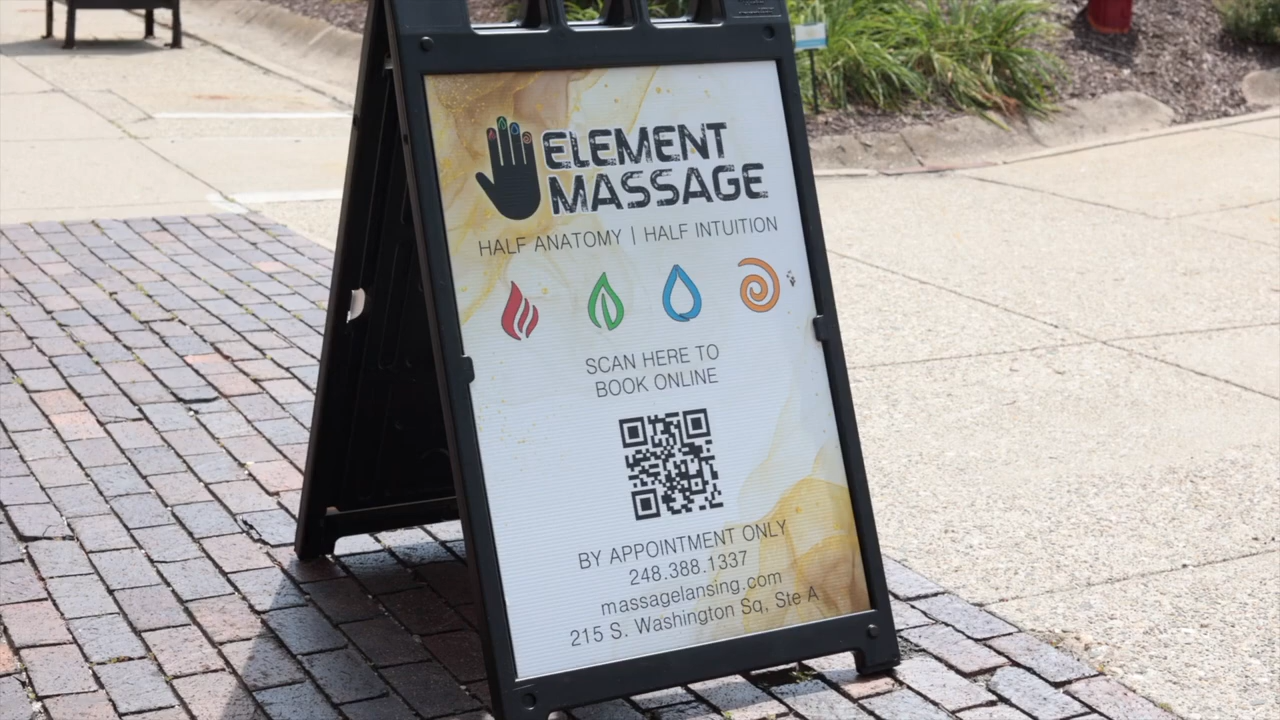 ELEMENT
MASSAGE
HALF ANATOMY | HALF INTUITION
SCAN HERE TO
BOOK ONLINE
BY APPOINTMENT ONLY
248.388.1337
massagelansing.com
215 S. Washington Sq, Ste A